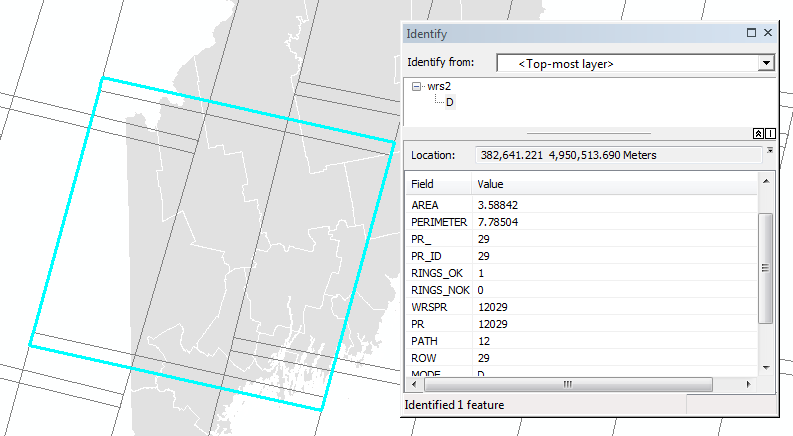 Identify
Identify from: <Top-most layer>
wrs2
D
Location: 382,641.221 4,950,513.690 Meters
Field Value
AREA 3.58842
PERIMETER 7.78504
PR_ 29
PR_ID 29
RINGS_OK 1
RINGS_NOK 0
WRSPR 12029
PR 12029
PATH 12
ROW 29
MODE D
Identified 1 feature